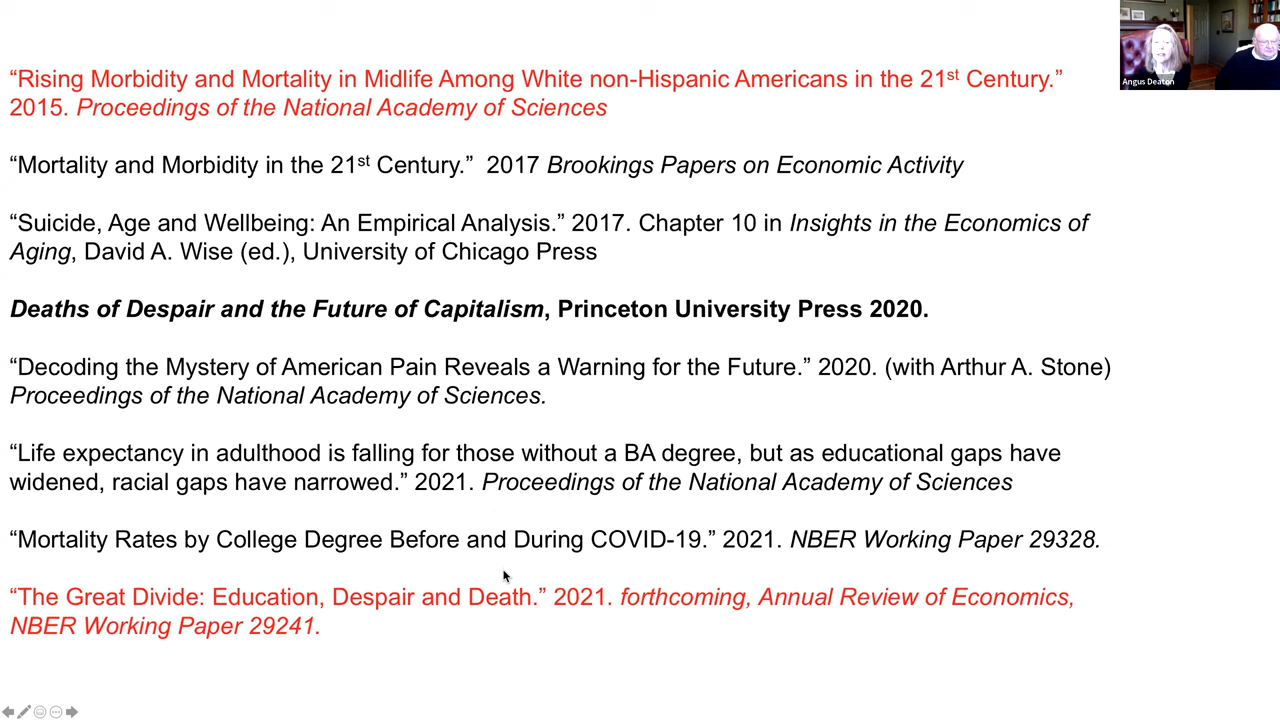 “Rising Morbidity and Mortality in Midlife Among White non-Hispanic Americans in the 21st Century.”
2015. Proceedings of the National Academy of Sciences
“Mortality and Morbidity in the 21st Century.” 2017 Brookings Papers on Economic Activity
“Suicide, Age and Wellbeing: An Empirical Analysis.” 2017. Chapter 10 in Insights in the Economics of
Aging, David A. Wise (ed.), University of Chicago Press
Deaths of Despair and the Future of Capitalism, Princeton University Press 2020.
“Decoding the Mystery of American Pain Reveals a Warning for the Future.” 2020. (with Arthur A. Stone)
Proceedings of the National Academy of Sciences.
“Life expectancy in adulthood is falling for those without a BA degree, but as educational gaps have
widened, racial gaps have narrowed.” 2021. Proceedings of the National Academy of Sciences
“Mortality Rates by College Degree Before and During COVID-19.” 2021. NBER Working Paper 29328.
“The Great Divide: Education, Despair and Death.” 2021. forthcoming, Annual Review of Economics,
NBER Working Paper 29241.
Angus Deaton